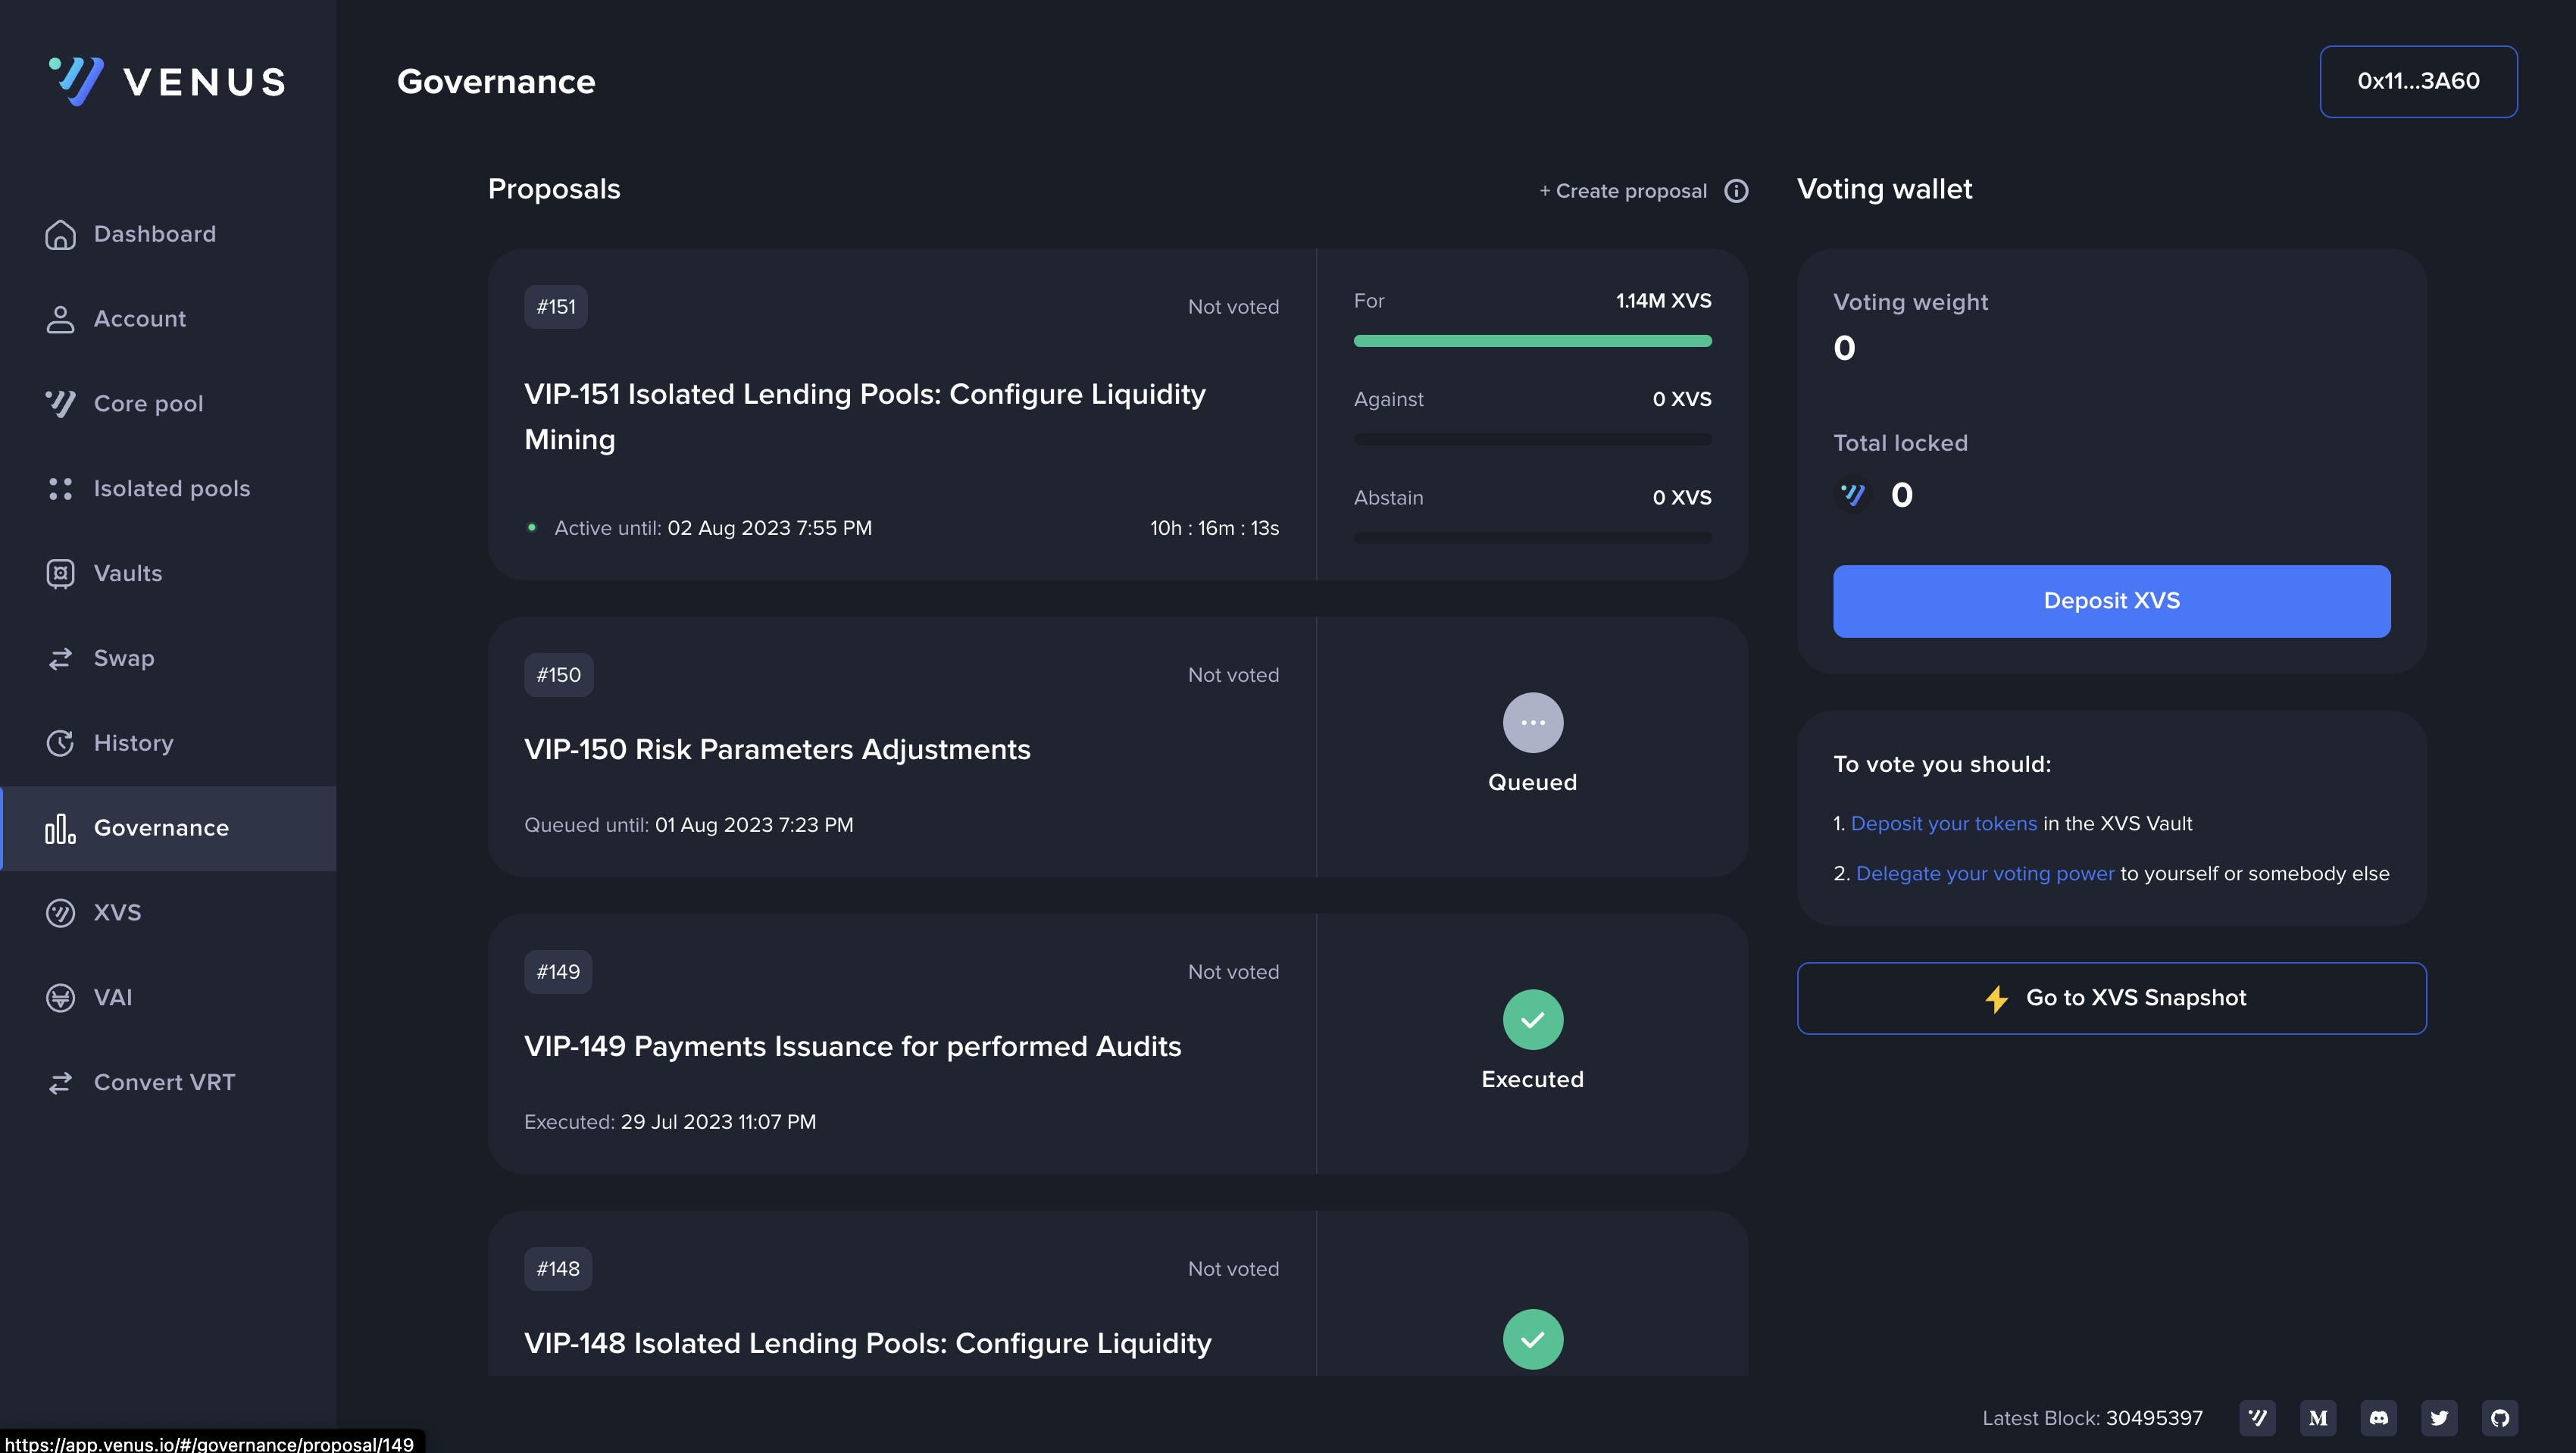 VENUS
Governance
0x11...3A60
Dashboard
Account
Core pool
Isolated pools
Vaults
Swap
History
Governance
XVS
VAI
Convert VRT
Proposals
+ Create proposal
#151
Not voted
VIP-151 Isolated Lending Pools: Configure Liquidity
Mining
Active until: 02 Aug 2023 7:55 PM
10h : 16m : 13s
For
1.14M XVS
Against
0 XVS
Abstain
0 XVS
#150
Not voted
VIP-150 Risk Parameters Adjustments
Queued until: 01 Aug 2023 7:23 PM
Queued
#149
Not voted
VIP-149 Payments Issuance for performed Audits
Executed: 29 Jul 2023 11:07 PM
Executed
#148
Not voted
VIP-148 Isolated Lending Pools: Configure Liquidity
Voting wallet
Voting weight
0
Total locked
0
Deposit XVS
To vote you should:
1. Deposit your tokens in the XVS Vault
2. Delegate your voting power to yourself or somebody else
Go to XVS Snapshot
Latest Block: 30495397
https://app.venus.io/#/governance/proposal/149